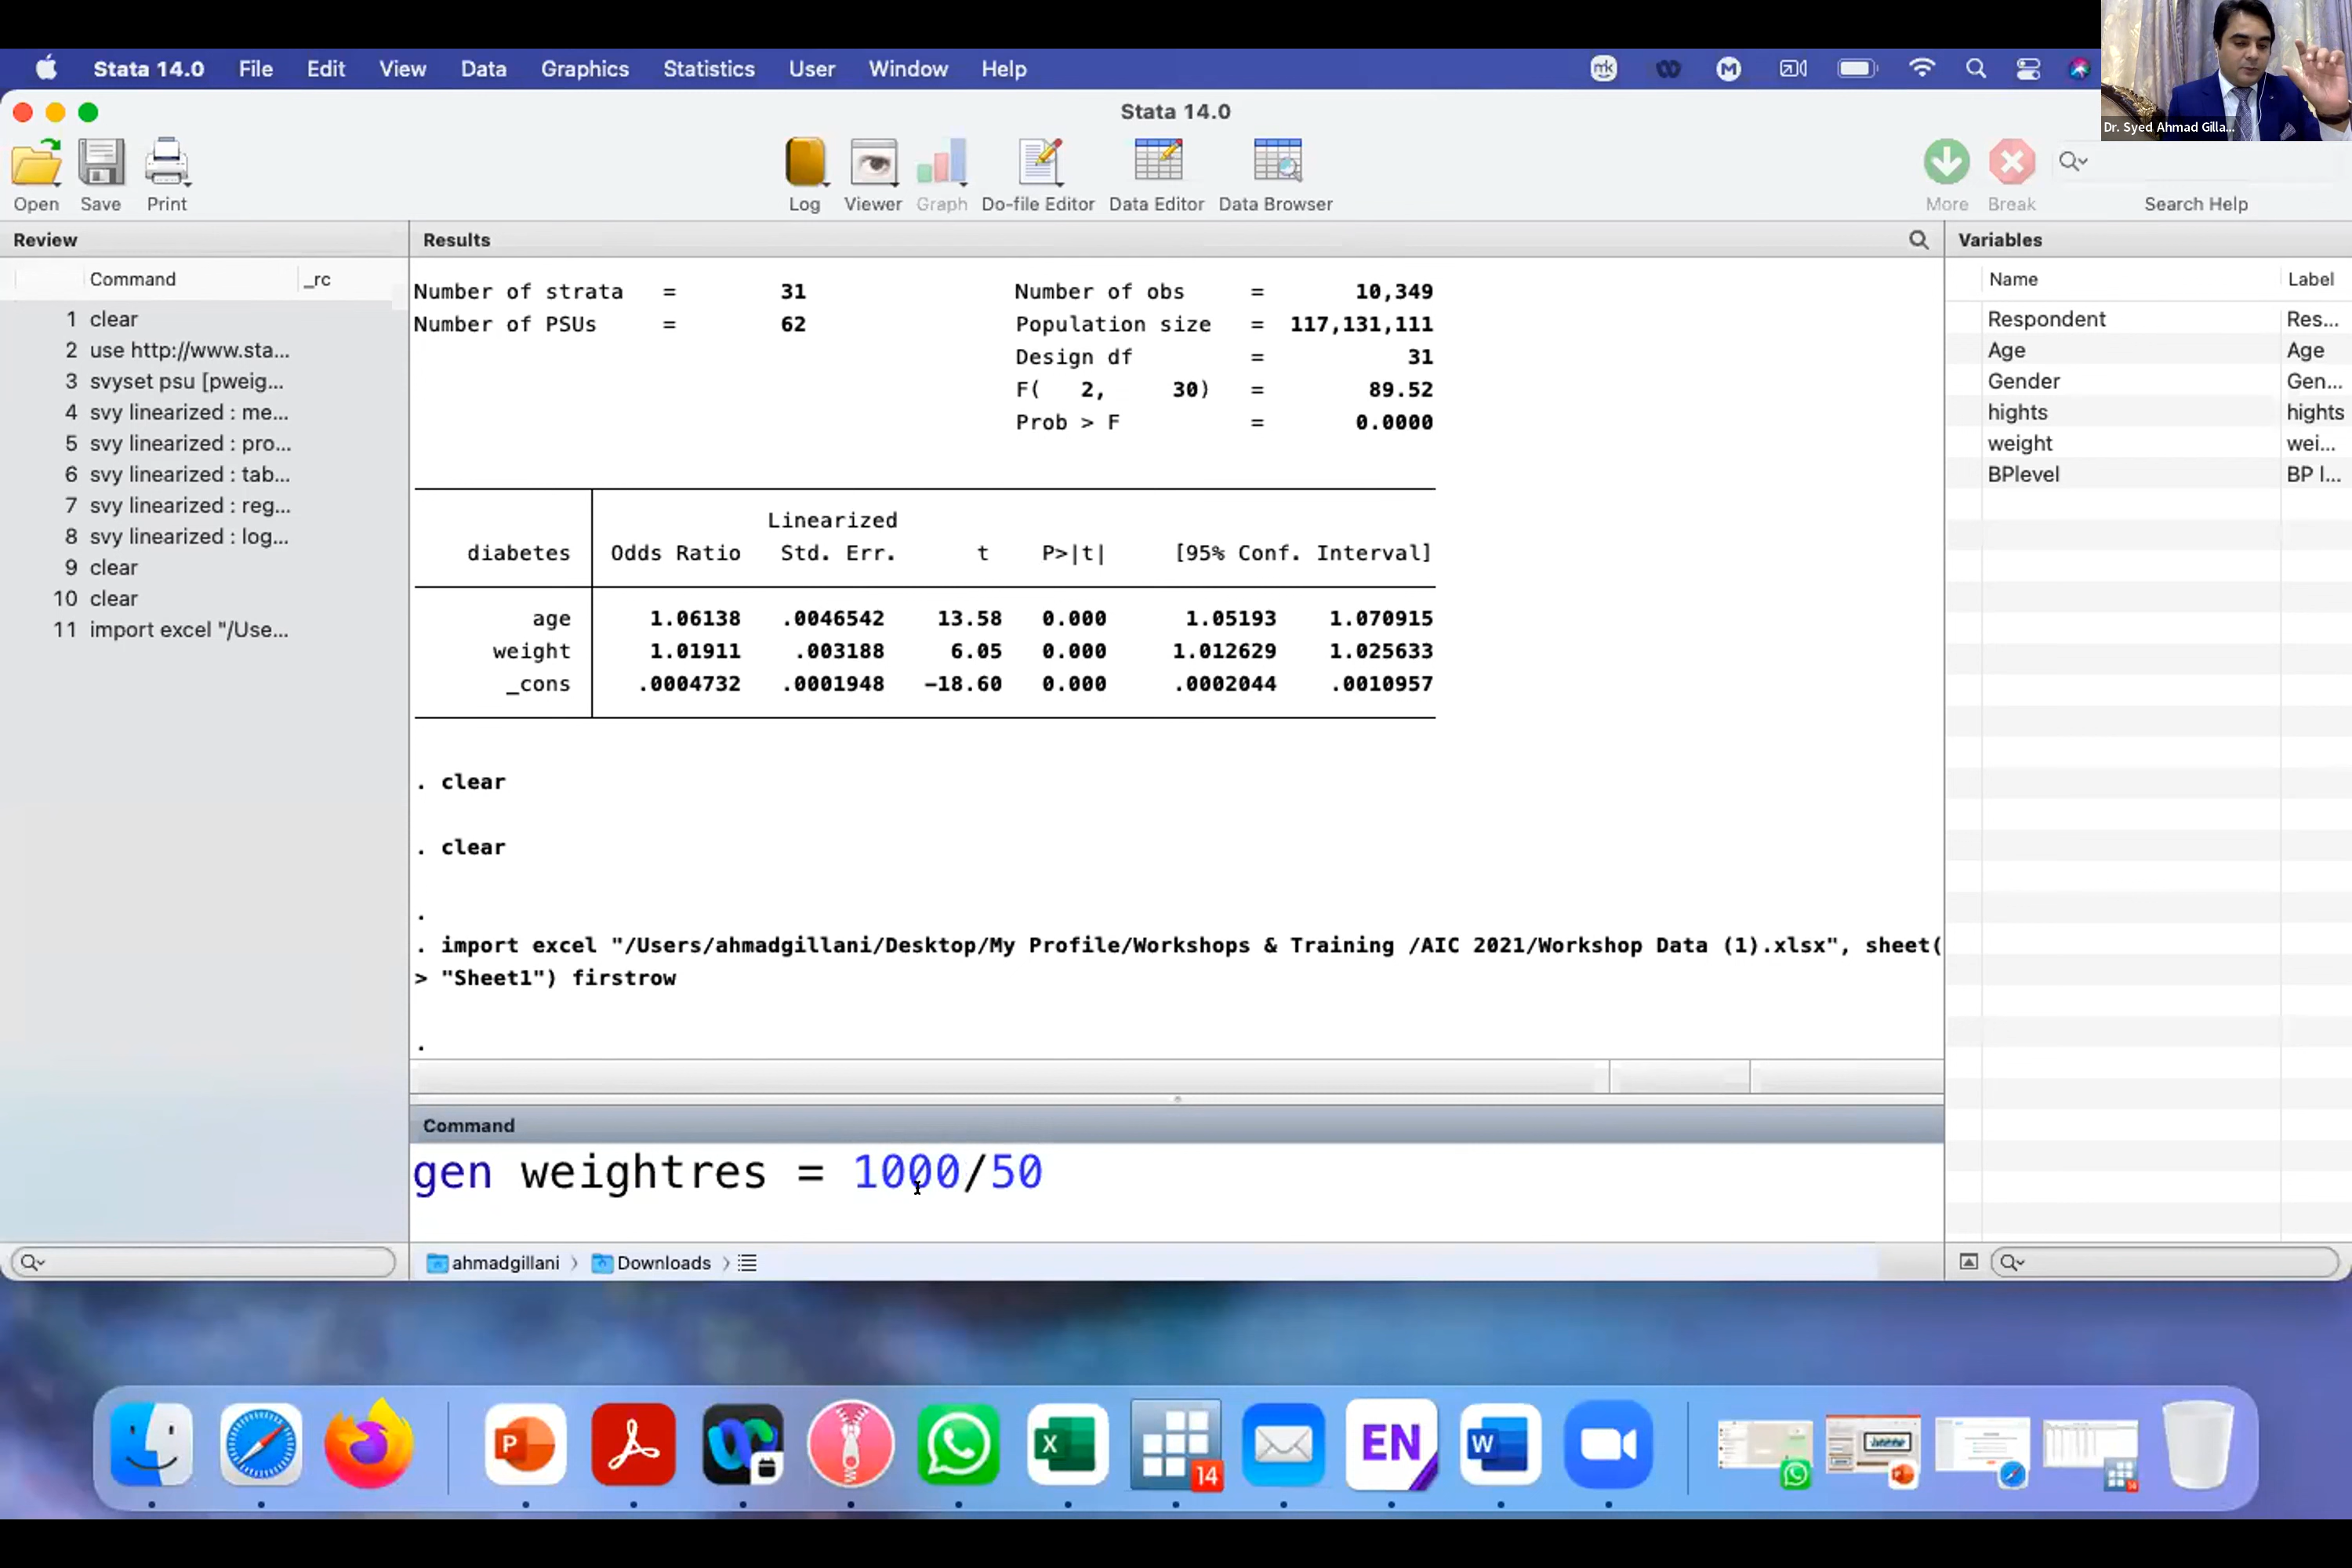 Stata 14.0 File Edit View Data Graphics Statistics User Window Help
Dr. Syed Ahmad Gilla...
Stata 14.0
Open Save Print Log Viewer Graph Do-file Editor Data Editor Data Browser More Break Search Help
Review
Command _rc
1 clear
2 use http://www.sta...
3 svyset psu [pweig...
4 svy linearized : me...
5 svy linearized : pro...
6 svy linearized : tab...
7 svy linearized : reg...
8 svy linearized : log...
9 clear
10 clear
11 import excel "/Use...
Results
Number of strata = 31 Number of obs = 10,349
Number of PSUs = 62 Population size = 117,131,111
Design df = 31
F( 2, 30) = 89.52
Prob > F = 0.0000
Linearized
diabetes Odds Ratio Std. Err. t P>|t| [95% Conf. Interval]
age 1.06138 .0046542 13.58 0.000 1.05193 1.070915
weight 1.01911 .003188 6.05 0.000 1.012629 1.025633
_cons .0004732 .0001948 -18.60 0.000 .0002044 .0010957
. clear
. clear
.
. import excel "/Users/ahmadgillani/Desktop/My Profile/Workshops & Training /AIC 2021/Workshop Data (1).xlsx", sheet(
> "Sheet1") firstrow
.
Command
gen weightres = 1000/50
ahmadgillani Downloads
Variables
Name Label
Respondent Res...
Age Age
Gender Gen...
hights hights
weight wei...
BPlevel BP l...
P X 14 EN W